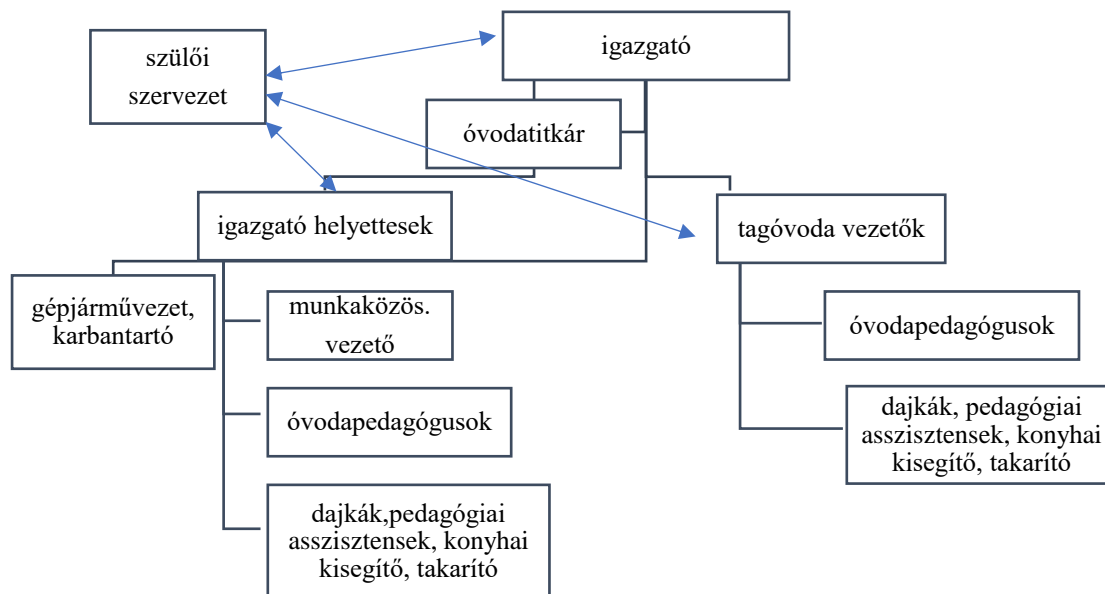 szülői
szervezet
igazgató
óvodatitkár
igazgató helyettesek
tagóvoda vezetők
gépjárművezet,
karbantartó
munkaközös.
vezető
óvodapedagógusok
óvodapedagógusok
dajkák, pedagógiai
asszisztensek, konyhai
kisegítő, takarító
dajkák,pedagógiai
asszisztensek, konyhai
kisegítő, takarító